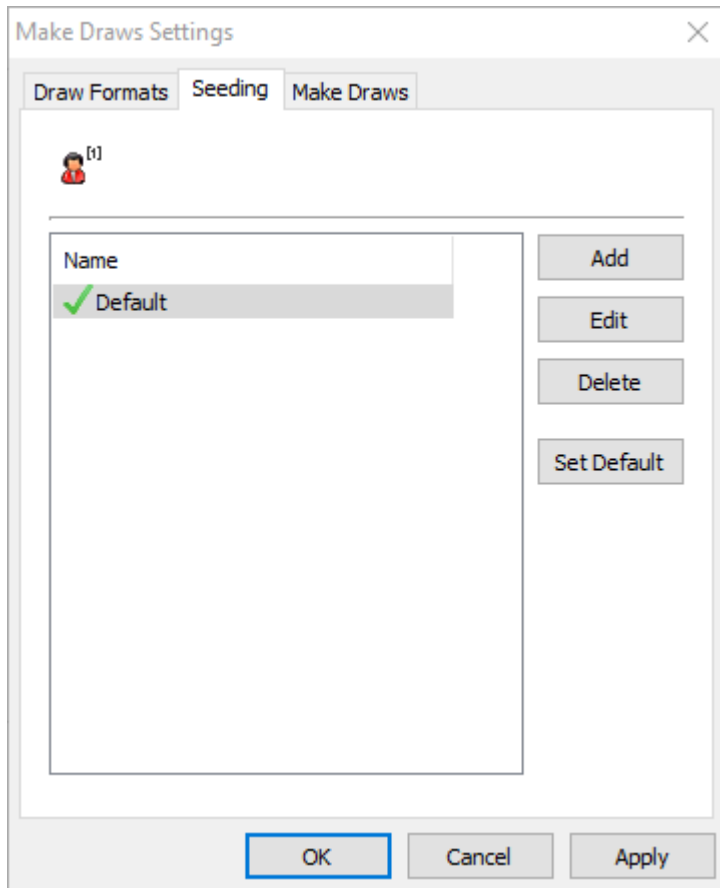 Make Draws Settings
Draw Formats Seeding Make Draws
[1]
Name
Default
Add
Edit
Delete
Set Default
OK Cancel Apply